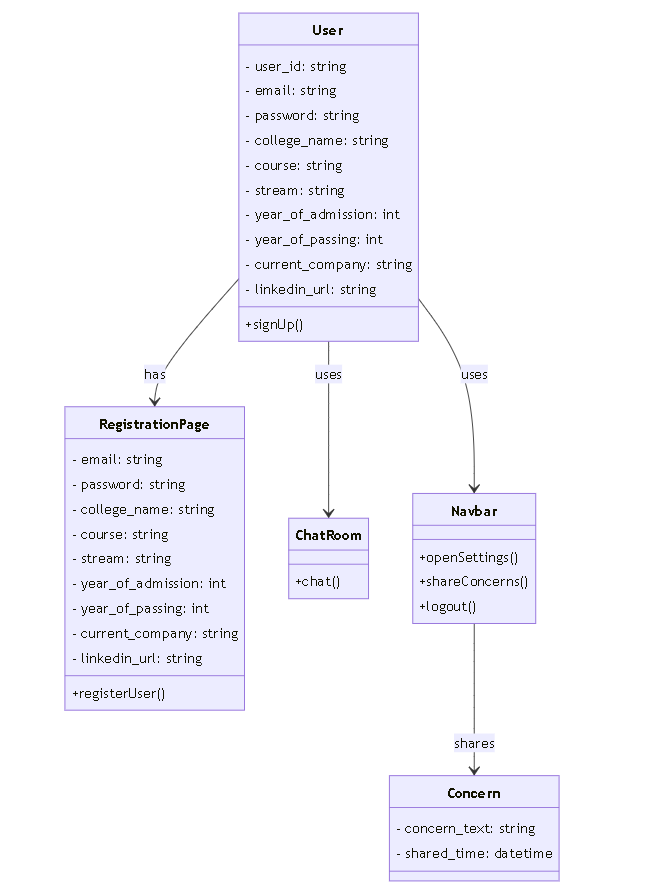 User
- user_id: string
- email: string
- password: string
- college_name: string
- course: string
- stream: string
- year_of_admission: int
- year_of_passing: int
- current_company: string
- linkedin_url: string
+signUp()
has
uses
uses
RegistrationPage
- email: string
- password: string
- college_name: string
- course: string
- stream: string
- year_of_admission: int
- year_of_passing: int
- current_company: string
- linkedin_url: string
+registerUser()
ChatRoom
+chat()
Navbar
+openSettings()
+shareConcerns()
+logout()
shares
Concern
- concern_text: string
- shared_time: datetime